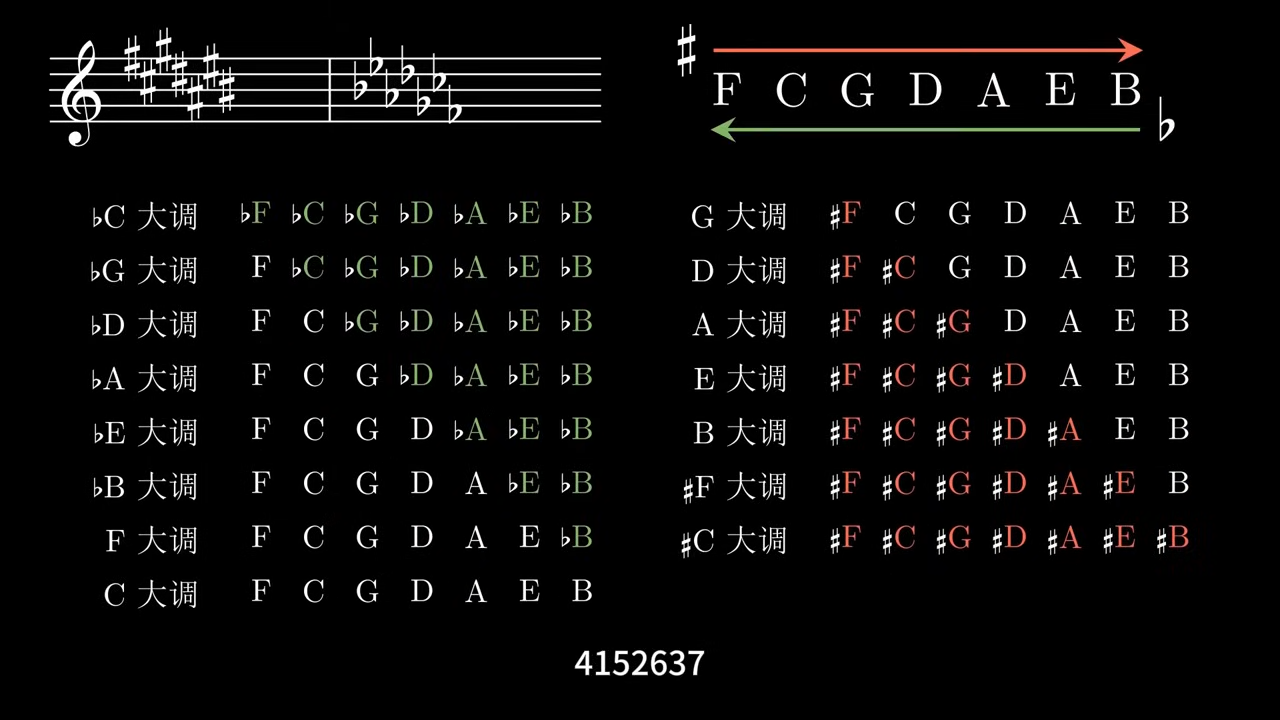 ♯
F C G D A E B
♭
♭C 大调 ♭F ♭C ♭G ♭D ♭A ♭E ♭B
♭G 大调 F ♭C ♭G ♭D ♭A ♭E ♭B
♭D 大调 F C ♭G ♭D ♭A ♭E ♭B
♭A 大调 F C G ♭D ♭A ♭E ♭B
♭E 大调 F C G D ♭A ♭E ♭B
♭B 大调 F C G D A ♭E ♭B
F 大调 F C G D A E ♭B
C 大调 F C G D A E B
G 大调 ♯F C G D A E B
D 大调 ♯F ♯C G D A E B
A 大调 ♯F ♯C ♯G D A E B
E 大调 ♯F ♯C ♯G ♯D A E B
B 大调 ♯F ♯C ♯G ♯D ♯A E B
♯F 大调 ♯F ♯C ♯G ♯D ♯A ♯E B
♯C 大调 ♯F ♯C ♯G ♯D ♯A ♯E ♯B
4152637